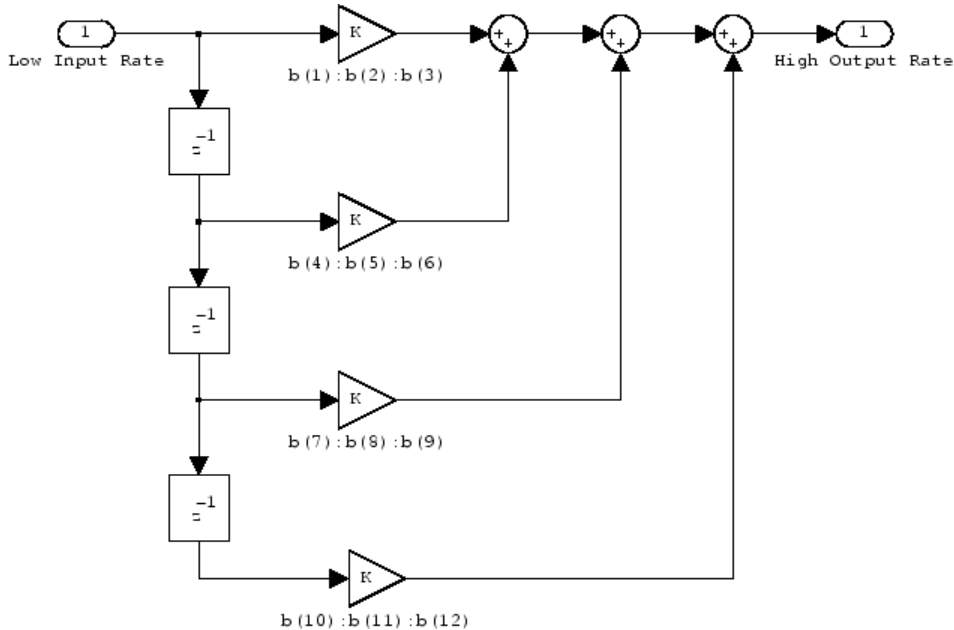 1
K
+
+
+
+
+
+
1
Low Input Rate
High Output Rate
b(1):b(2):b(3)
z^-1
K
b(4):b(5):b(6)
z^-1
K
b(7):b(8):b(9)
z^-1
K
b(10):b(11):b(12)